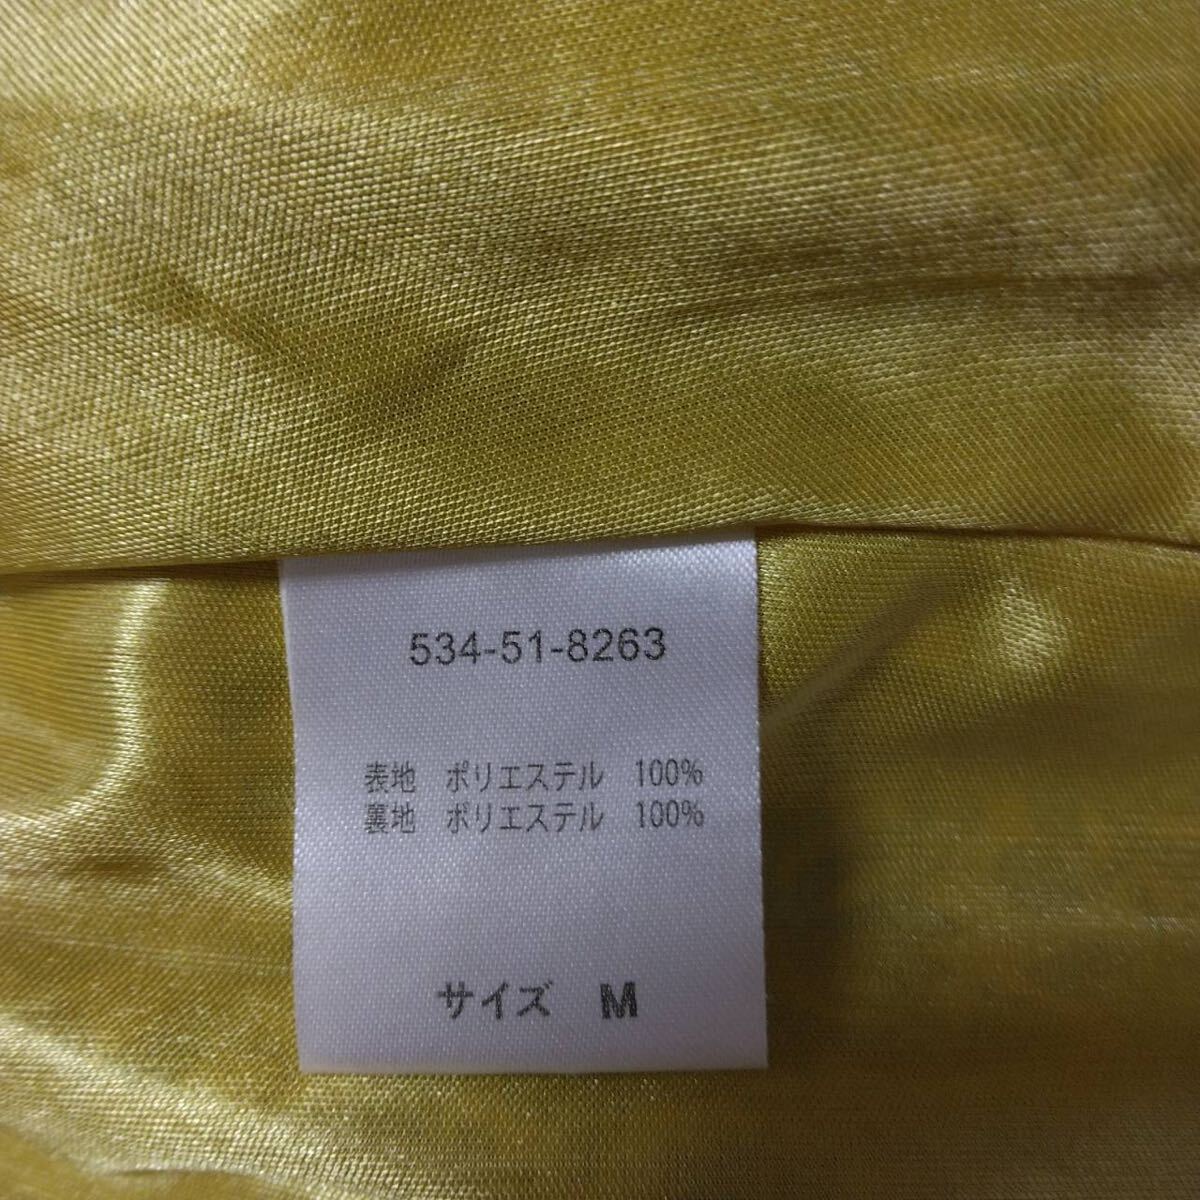 534-51-8263
表地 ポリエステル 100%
裏地 ポリエステル 100%
サイズ M